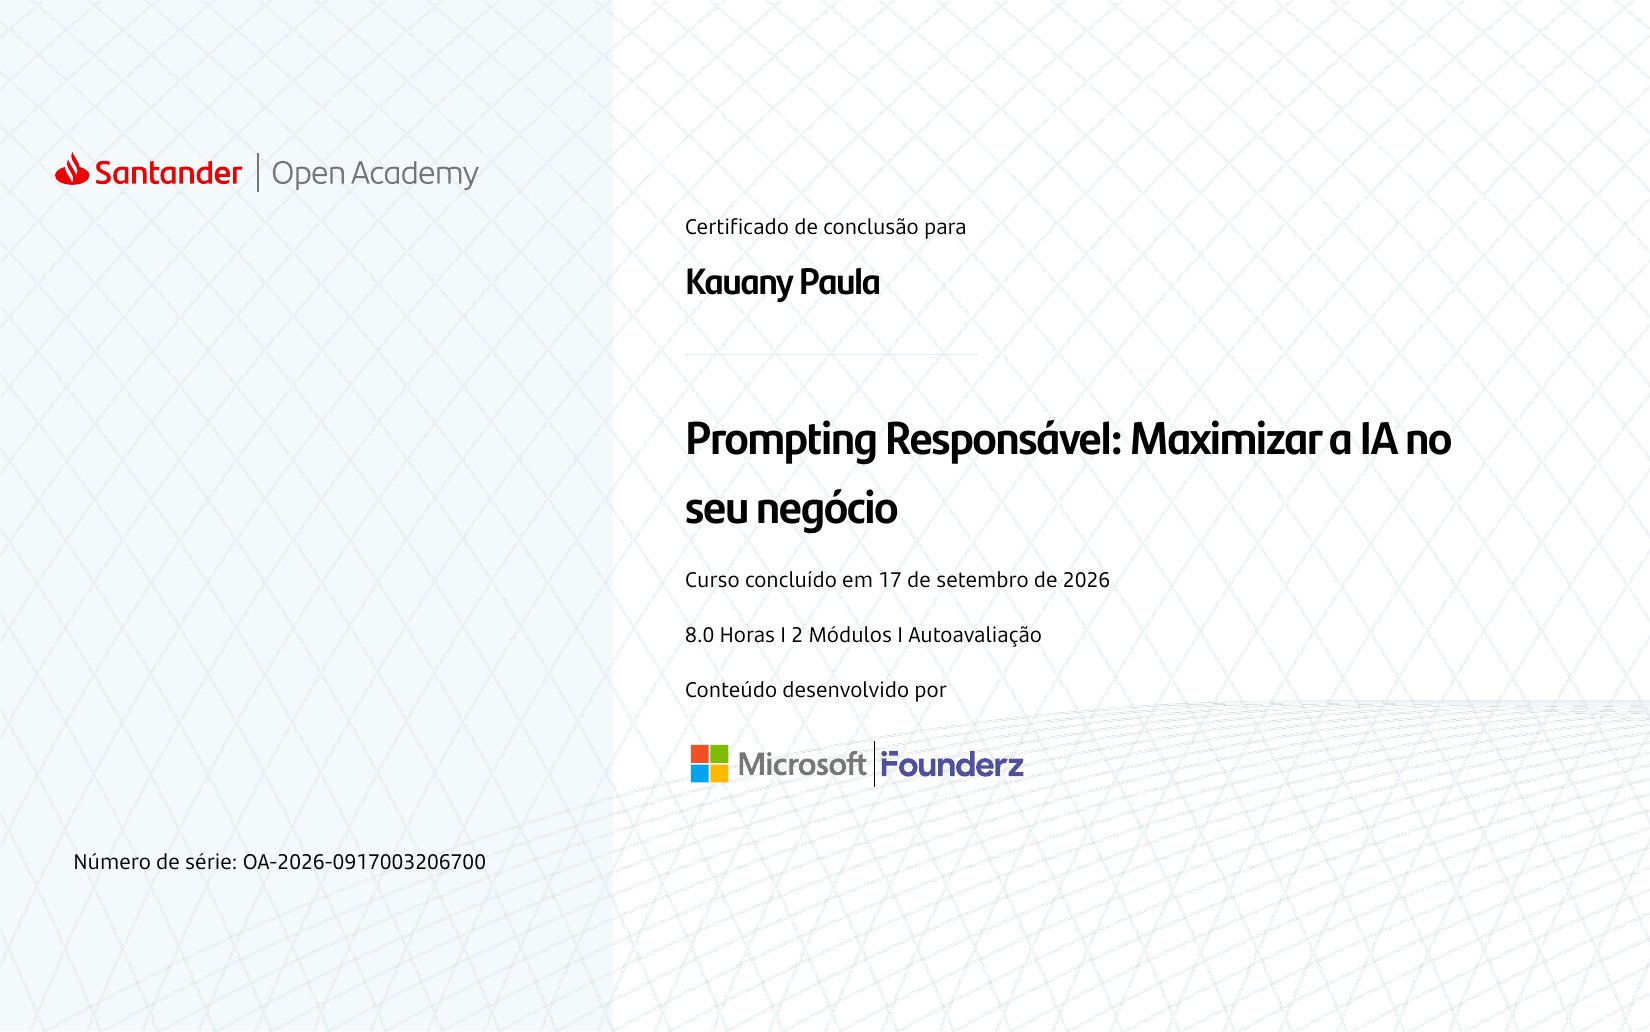 Santander | Open Academy
Certificado de conclusão para
Kauany Paula
Prompting Responsável: Maximizar a IA no
seu negócio
Curso concluído em 17 de setembro de 2026
8.0 Horas I 2 Módulos I Autoavaliação
Conteúdo desenvolvido por
Microsoft | Founderz
Número de série: OA-2026-0917003206700